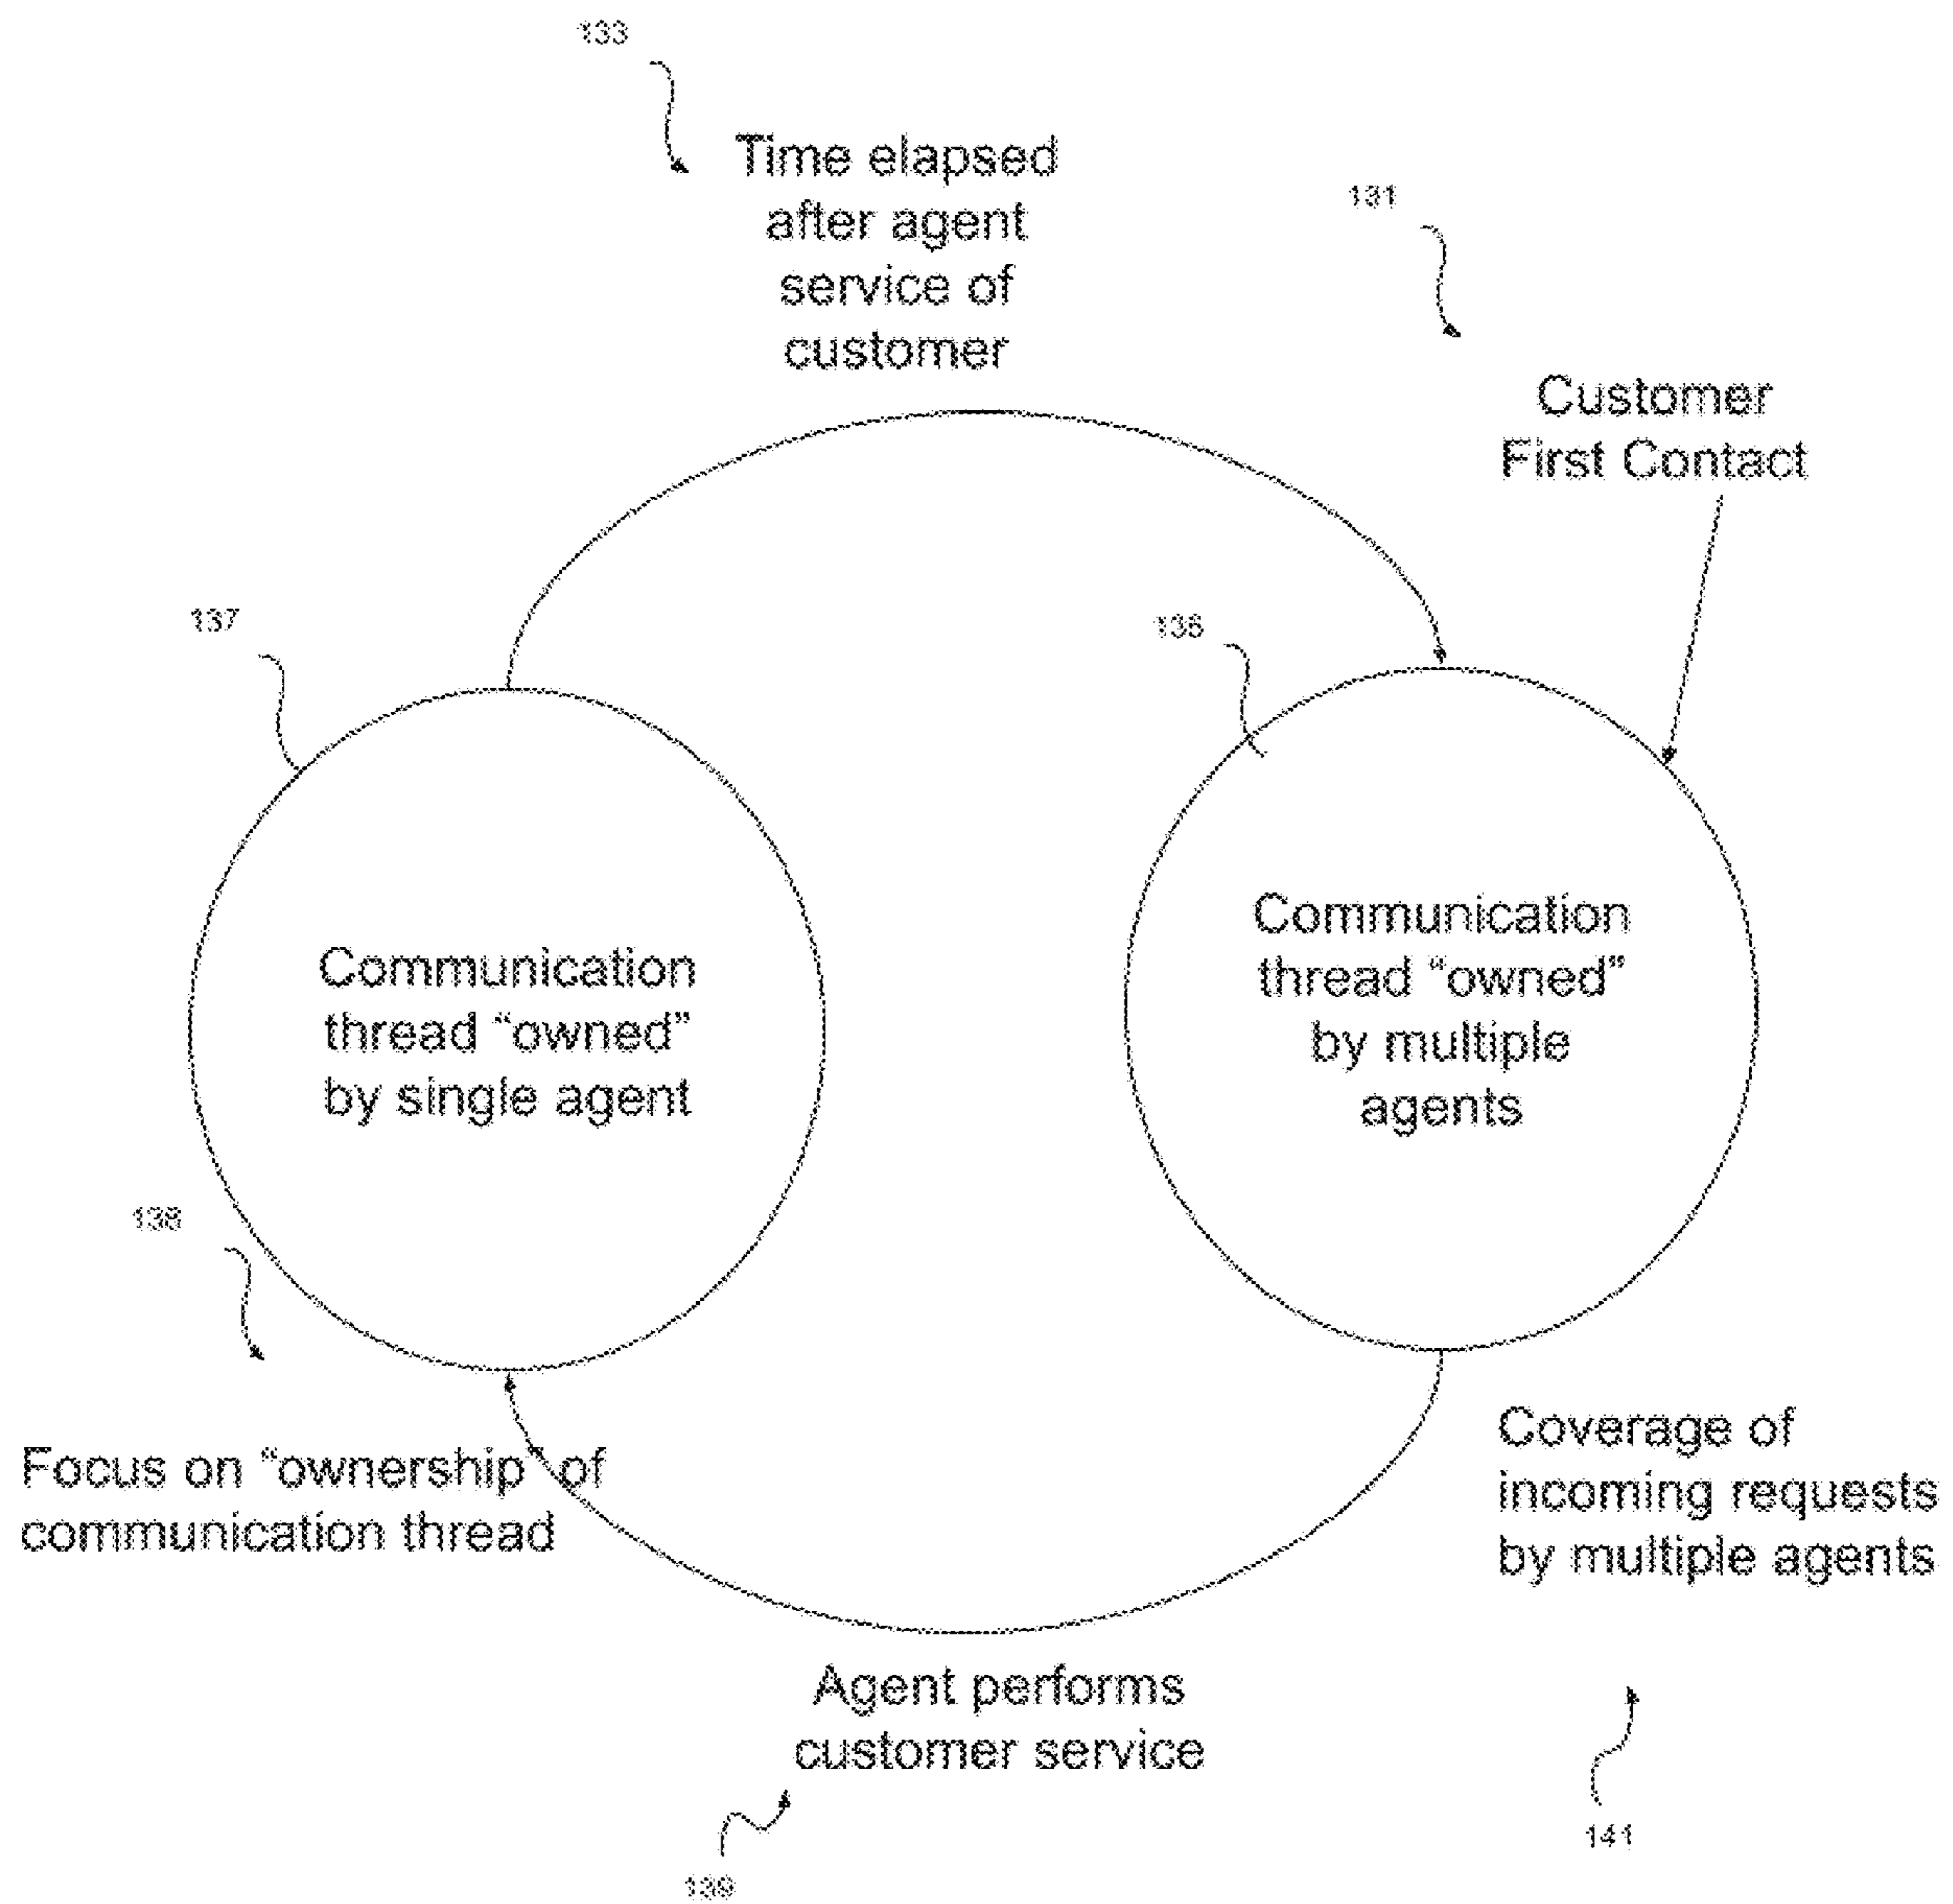 133
Time elapsed
after agent
service of
customer
131
Customer
First Contact
137
Communication
thread “owned”
by single agent
Communication
thread “owned”
by multiple
agents
138
Focus on “ownership” of
communication thread
Coverage of
incoming requests
by multiple agents
Agent performs
customer service
139
141